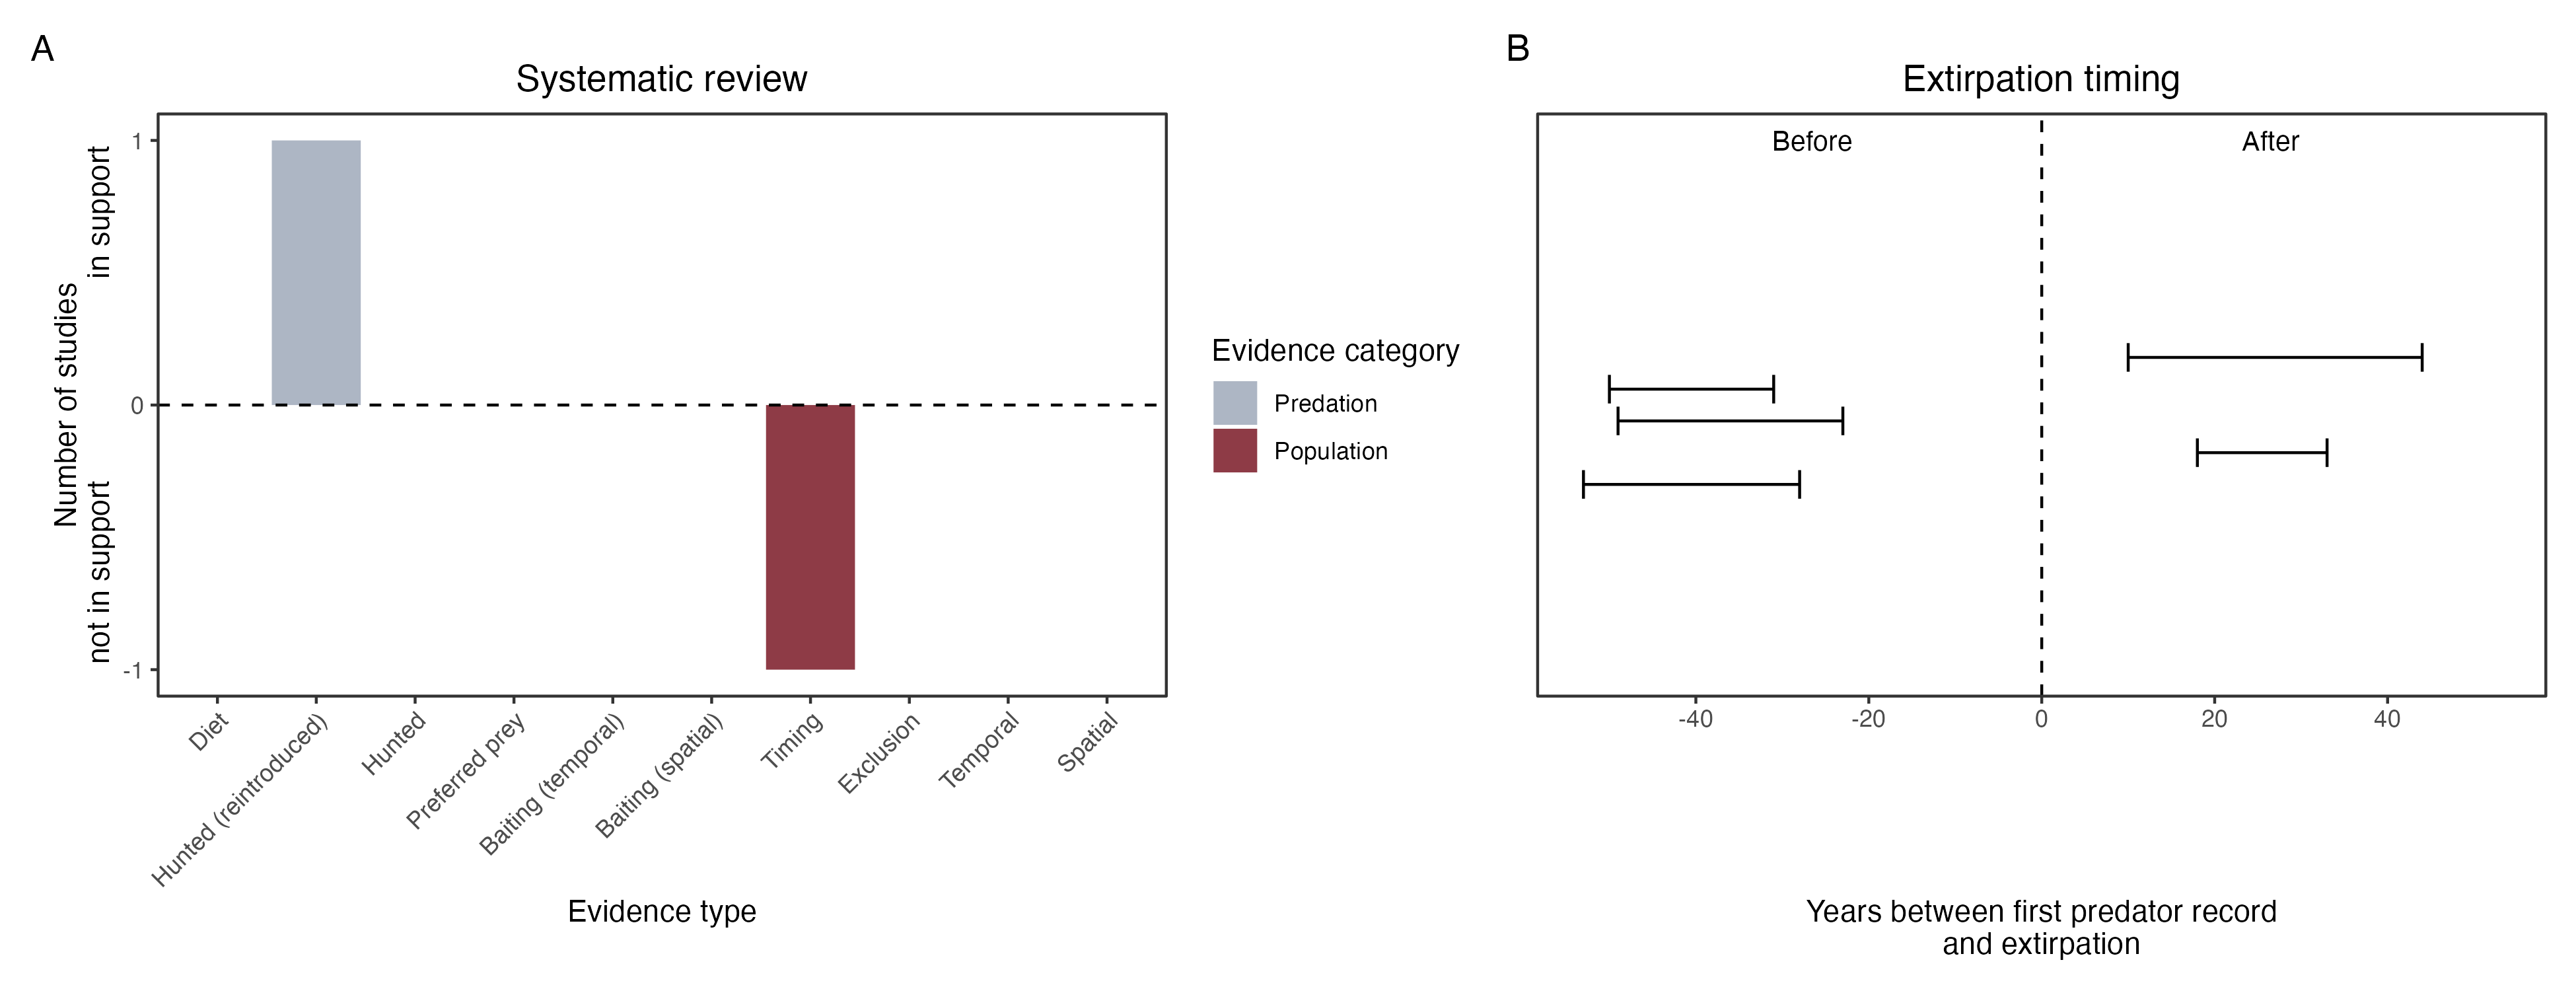 A
Systematic review
Number of studies
not in support
in support
1
0
-1
Diet
Hunted (reintroduced)
Hunted
Preferred prey
Baiting (temporal)
Baiting (spatial)
Timing
Exclusion
Temporal
Spatial
Evidence type
Evidence category
Predation
Population
B
Extirpation timing
Before
After
-40
-20
0
20
40
Years between first predator record
and extirpation